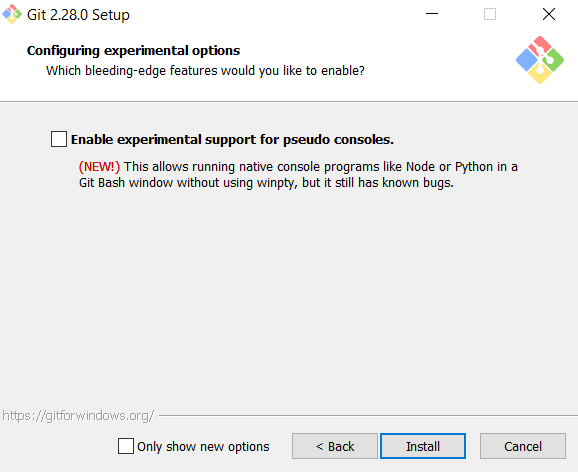 Git 2.28.0 Setup
Configuring experimental options
Which bleeding-edge features would you like to enable?
Enable experimental support for pseudo consoles.
(NEW!) This allows running native console programs like Node or Python in a
Git Bash window without using winpty, but it still has known bugs.
https://gitforwindows.org/
Only show new options
< Back
Install
Cancel